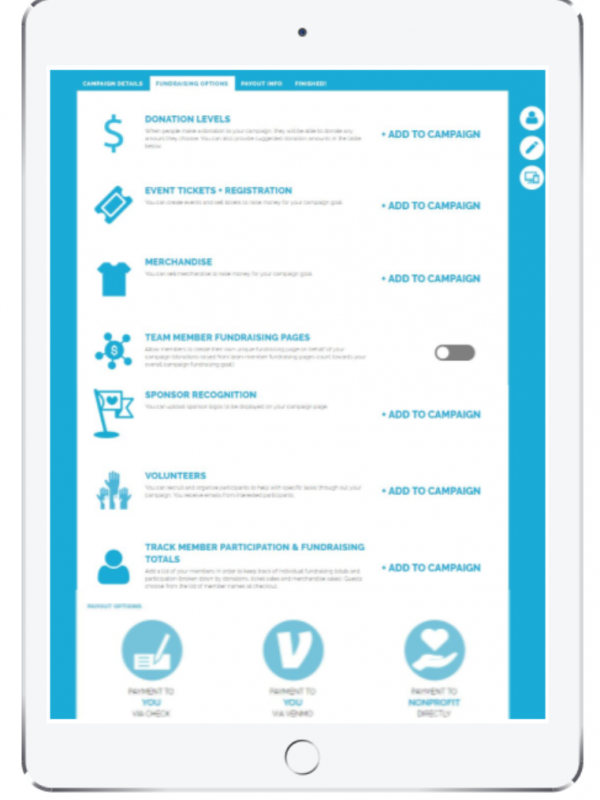 CAMPAIGN DETAILS FUNDRAISING OPTIONS PAYOUT INFO FINISHED!
DONATION LEVELS
When people make a donation to your campaign, they will be able to donate any
amount they choose. You can also provide suggested donation amounts in the table
below.
+ ADD TO CAMPAIGN
EVENT TICKETS + REGISTRATION
You can create events and sell tickets to raise money for your campaign goal.
+ ADD TO CAMPAIGN
MERCHANDISE
You can sell merchandise to raise money for your campaign goal.
+ ADD TO CAMPAIGN
TEAM MEMBER FUNDRAISING PAGES
Allow members to create their own unique fundraising page on behalf of your
campaign (donations raised from team member fundraising pages count towards your
overall campaign fundraising goal!)
SPONSOR RECOGNITION
You can upload sponsor logos to be displayed on your campaign page.
+ ADD TO CAMPAIGN
VOLUNTEERS
You can recruit and organize participants to help with specific tasks through out your
campaign. You receive emails from interested participants.
+ ADD TO CAMPAIGN
TRACK MEMBER PARTICIPATION & FUNDRAISING
TOTALS
Add a list of your members in order to keep track of individual fundraising totals and
participation (broken down by donations, ticket sales and merchandise sales). Guests
choose from the list of member names at checkout.
+ ADD TO CAMPAIGN
PAYOUT OPTIONS:
PAYMENT TO
YOU
VIA CHECK
PAYMENT TO
YOU
VIA VENMO
PAYMENT TO
NONPROFIT
DIRECTLY